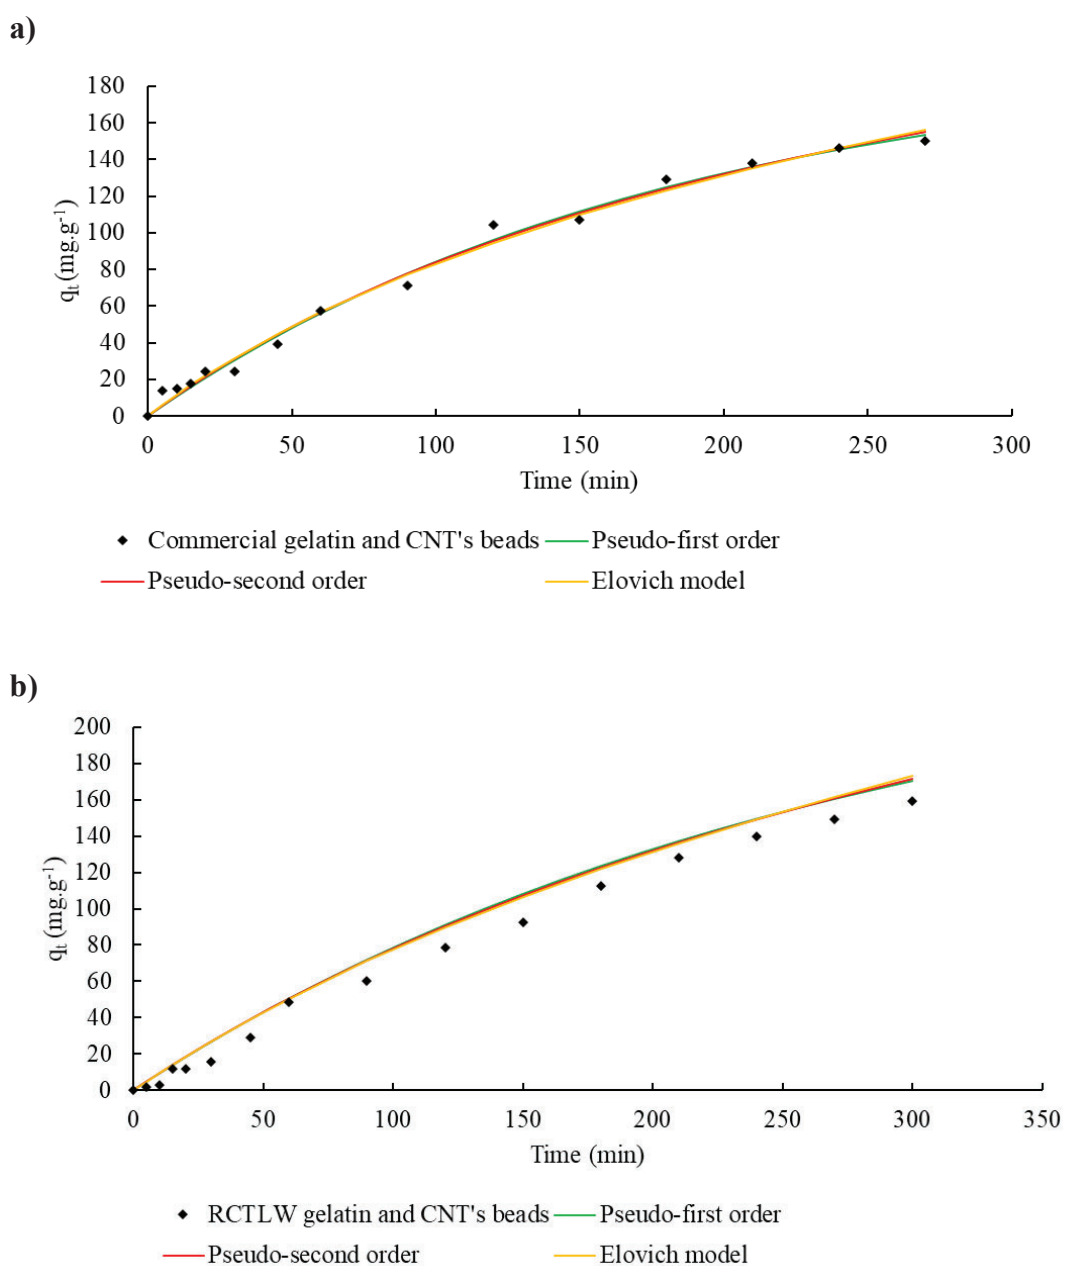 a)
180
160
140
120
100
80
60
40
20
0
qt (mg.g-1)
0 50 100 150 200 250 300
Time (min)
Commercial gelatin and CNT's beads Pseudo-first order
Pseudo-second order Elovich model
b)
200
180
160
140
120
100
80
60
40
20
0
qt (mg.g-1)
0 50 100 150 200 250 300 350
Time (min)
RCTLW gelatin and CNT's beads Pseudo-first order
Pseudo-second order Elovich model